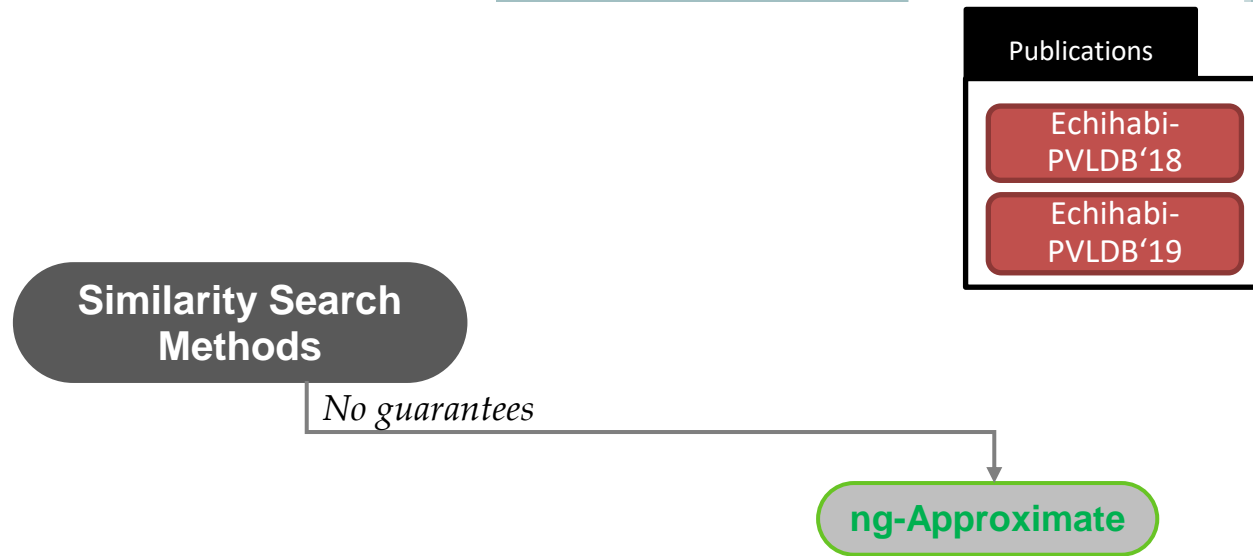 Publications
Echihabi-
PVLDB‘18
Echihabi-
PVLDB‘19
Similarity Search
Methods
No guarantees
ng-Approximate